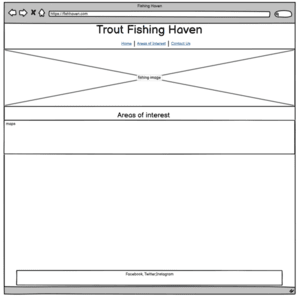 Fishing Haven
https://fishhaven.com
Trout Fishing Haven
Home | Areas of Interest | Contact Us
fishing image
Areas of interest
maps
Facebook, Twitter,Instagram